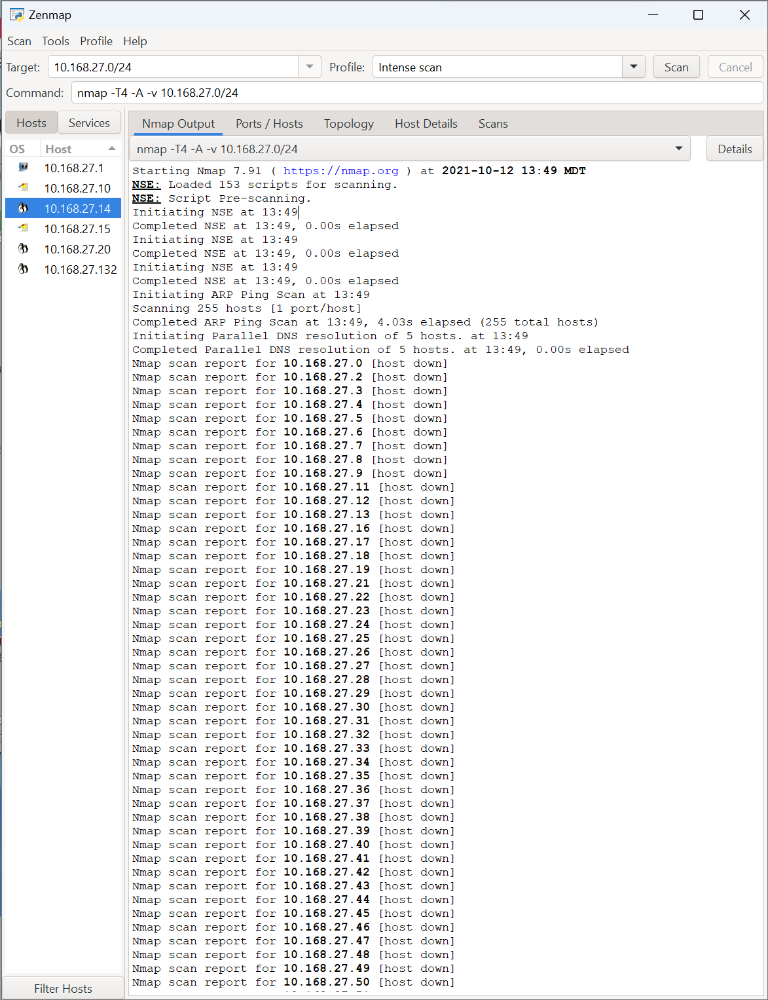 Zenmap
Scan Tools Profile Help
Target: 10.168.27.0/24 Profile: Intense scan Scan Cancel
Command: nmap -T4 -A -v 10.168.27.0/24
Hosts Services
OS Host
10.168.27.1
10.168.27.10
10.168.27.14
10.168.27.15
10.168.27.20
10.168.27.132
Filter Hosts
Nmap Output Ports / Hosts Topology Host Details Scans
nmap -T4 -A -v 10.168.27.0/24 Details
Starting Nmap 7.91 ( https://nmap.org ) at 2021-10-12 13:49 MDT
NSE: Loaded 153 scripts for scanning.
NSE: Script Pre-scanning.
Initiating NSE at 13:49
Completed NSE at 13:49, 0.00s elapsed
Initiating NSE at 13:49
Completed NSE at 13:49, 0.00s elapsed
Initiating NSE at 13:49
Completed NSE at 13:49, 0.00s elapsed
Initiating ARP Ping Scan at 13:49
Scanning 255 hosts [1 port/host]
Completed ARP Ping Scan at 13:49, 4.03s elapsed (255 total hosts)
Initiating Parallel DNS resolution of 5 hosts. at 13:49
Completed Parallel DNS resolution of 5 hosts. at 13:49, 0.00s elapsed
Nmap scan report for 10.168.27.0 [host down]
Nmap scan report for 10.168.27.2 [host down]
Nmap scan report for 10.168.27.3 [host down]
Nmap scan report for 10.168.27.4 [host down]
Nmap scan report for 10.168.27.5 [host down]
Nmap scan report for 10.168.27.6 [host down]
Nmap scan report for 10.168.27.7 [host down]
Nmap scan report for 10.168.27.8 [host down]
Nmap scan report for 10.168.27.9 [host down]
Nmap scan report for 10.168.27.11 [host down]
Nmap scan report for 10.168.27.12 [host down]
Nmap scan report for 10.168.27.13 [host down]
Nmap scan report for 10.168.27.16 [host down]
Nmap scan report for 10.168.27.17 [host down]
Nmap scan report for 10.168.27.18 [host down]
Nmap scan report for 10.168.27.19 [host down]
Nmap scan report for 10.168.27.21 [host down]
Nmap scan report for 10.168.27.22 [host down]
Nmap scan report for 10.168.27.23 [host down]
Nmap scan report for 10.168.27.24 [host down]
Nmap scan report for 10.168.27.25 [host down]
Nmap scan report for 10.168.27.26 [host down]
Nmap scan report for 10.168.27.27 [host down]
Nmap scan report for 10.168.27.28 [host down]
Nmap scan report for 10.168.27.29 [host down]
Nmap scan report for 10.168.27.30 [host down]
Nmap scan report for 10.168.27.31 [host down]
Nmap scan report for 10.168.27.32 [host down]
Nmap scan report for 10.168.27.33 [host down]
Nmap scan report for 10.168.27.34 [host down]
Nmap scan report for 10.168.27.35 [host down]
Nmap scan report for 10.168.27.36 [host down]
Nmap scan report for 10.168.27.37 [host down]
Nmap scan report for 10.168.27.38 [host down]
Nmap scan report for 10.168.27.39 [host down]
Nmap scan report for 10.168.27.40 [host down]
Nmap scan report for 10.168.27.41 [host down]
Nmap scan report for 10.168.27.42 [host down]
Nmap scan report for 10.168.27.43 [host down]
Nmap scan report for 10.168.27.44 [host down]
Nmap scan report for 10.168.27.45 [host down]
Nmap scan report for 10.168.27.46 [host down]
Nmap scan report for 10.168.27.47 [host down]
Nmap scan report for 10.168.27.48 [host down]
Nmap scan report for 10.168.27.49 [host down]
Nmap scan report for 10.168.27.50 [host down]